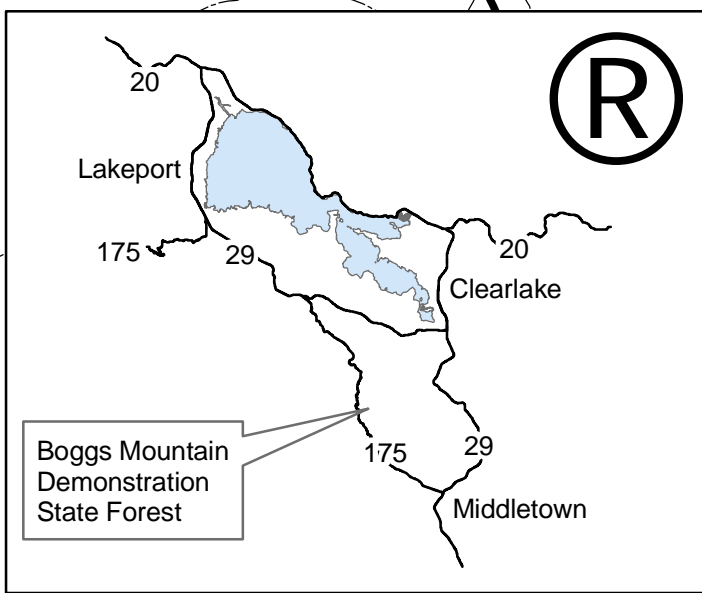 20
R
Lakeport
175
29
20
Clearlake
Boggs Mountain
Demonstration
State Forest
175
29
Middletown